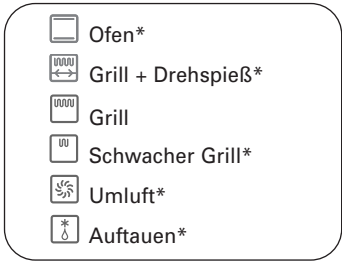 Ofen*
Grill + Drehspieß*
Grill
Schwacher Grill*
Umluft*
Auftauen*